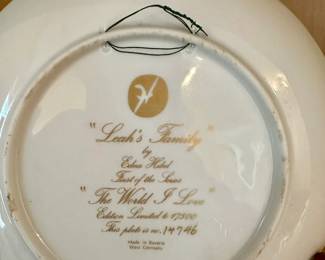 "Leah's Family"
by
Edna Hibel
First of the Series
"The World I Love"
Edition Limited to 17500
This plate is no. 14746
Made in Bavaria
West Germany